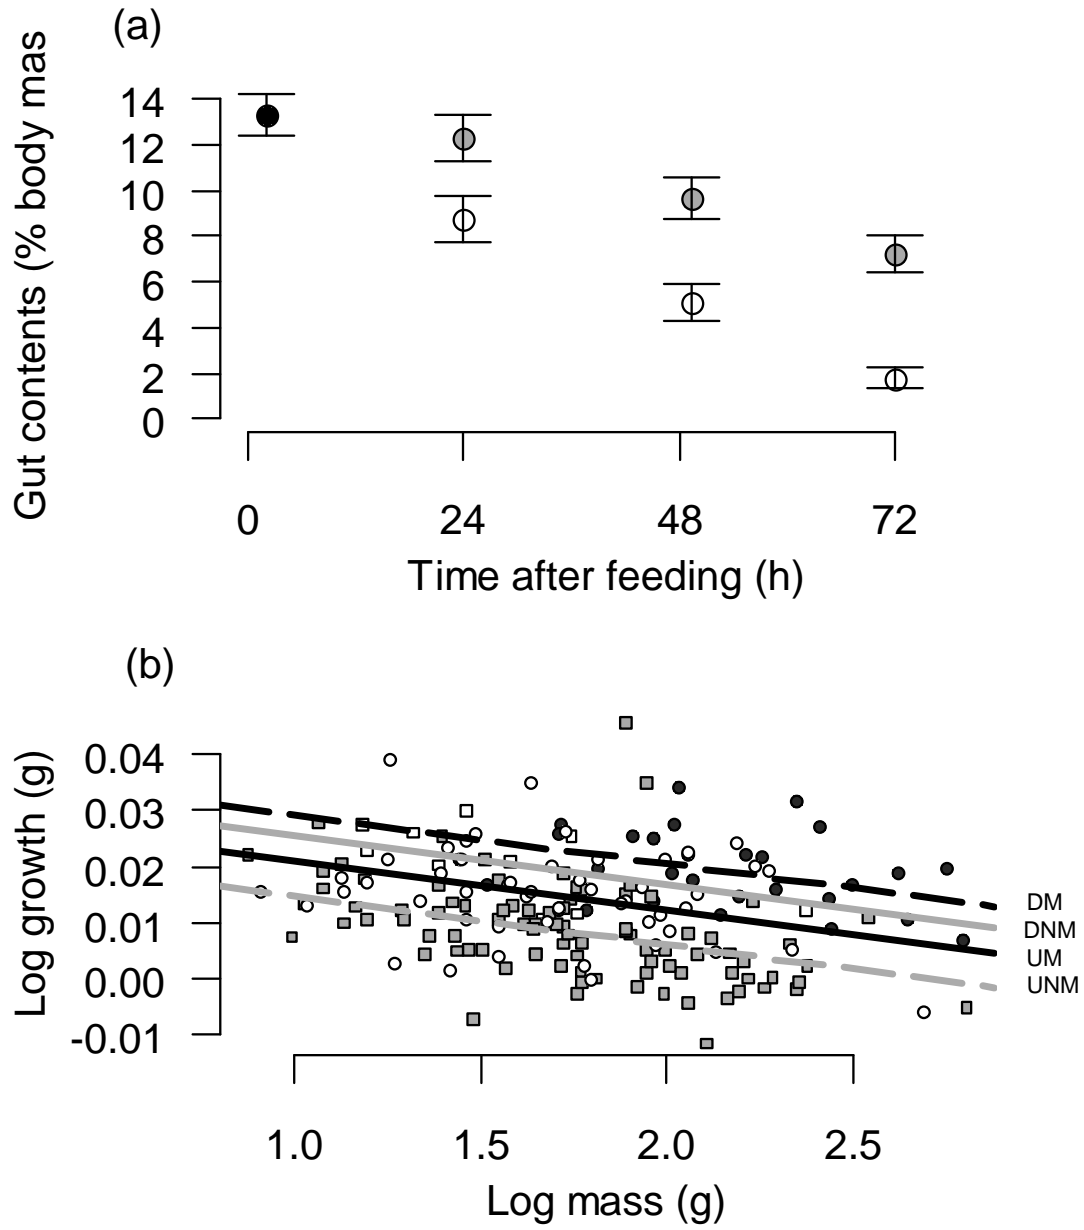 (a)
Gut contents (% body mas
14
12
10
8
6
4
2
0
0 24 48 72
Time after feeding (h)
(b)
Log growth (g)
0.04
0.03
0.02
0.01
0.00
-0.01
DM
DNM
UM
UNM
1.0 1.5 2.0 2.5
Log mass (g)